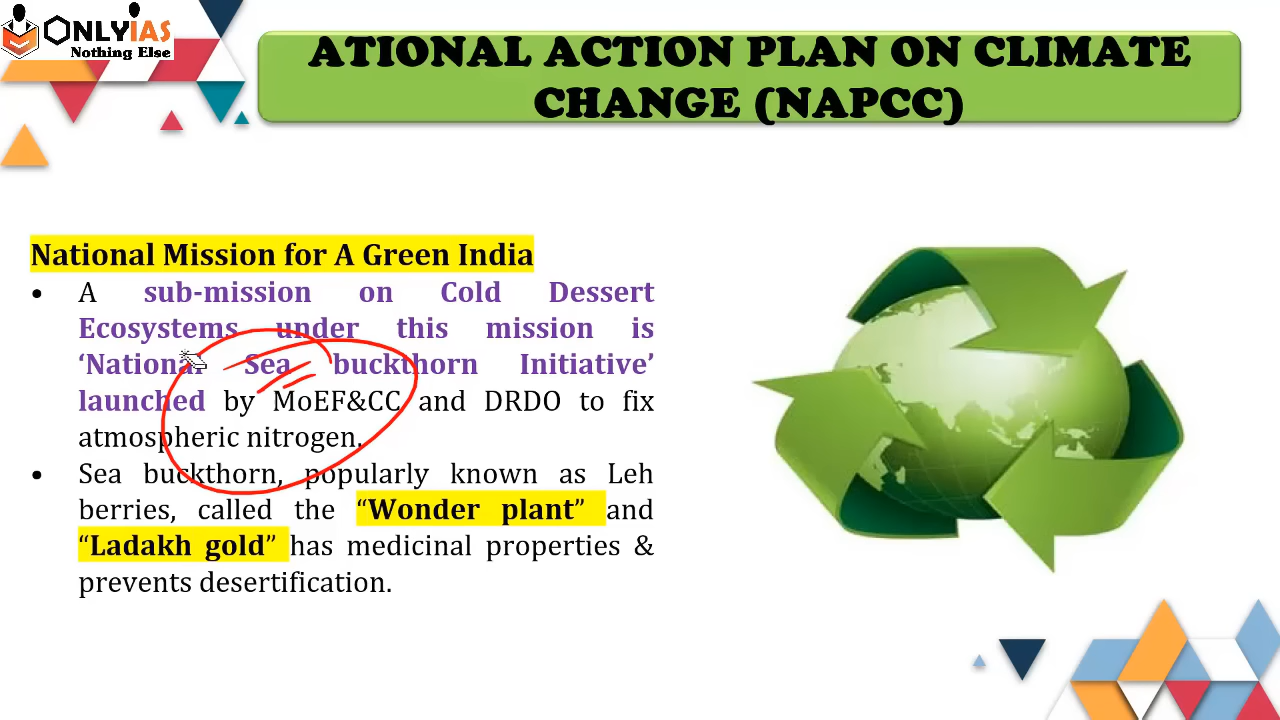 ONLYIAS
Nothing Else
ATIONAL ACTION PLAN ON CLIMATE
CHANGE (NAPCC)
National Mission for A Green India
• A sub-mission on Cold Dessert
Ecosystems under this mission is
‘National Sea buckthorn Initiative’
launched by MoEF&CC and DRDO to fix
atmospheric nitrogen.
• Sea buckthorn, popularly known as Leh
berries, called the “Wonder plant” and
“Ladakh gold” has medicinal properties &
prevents desertification.